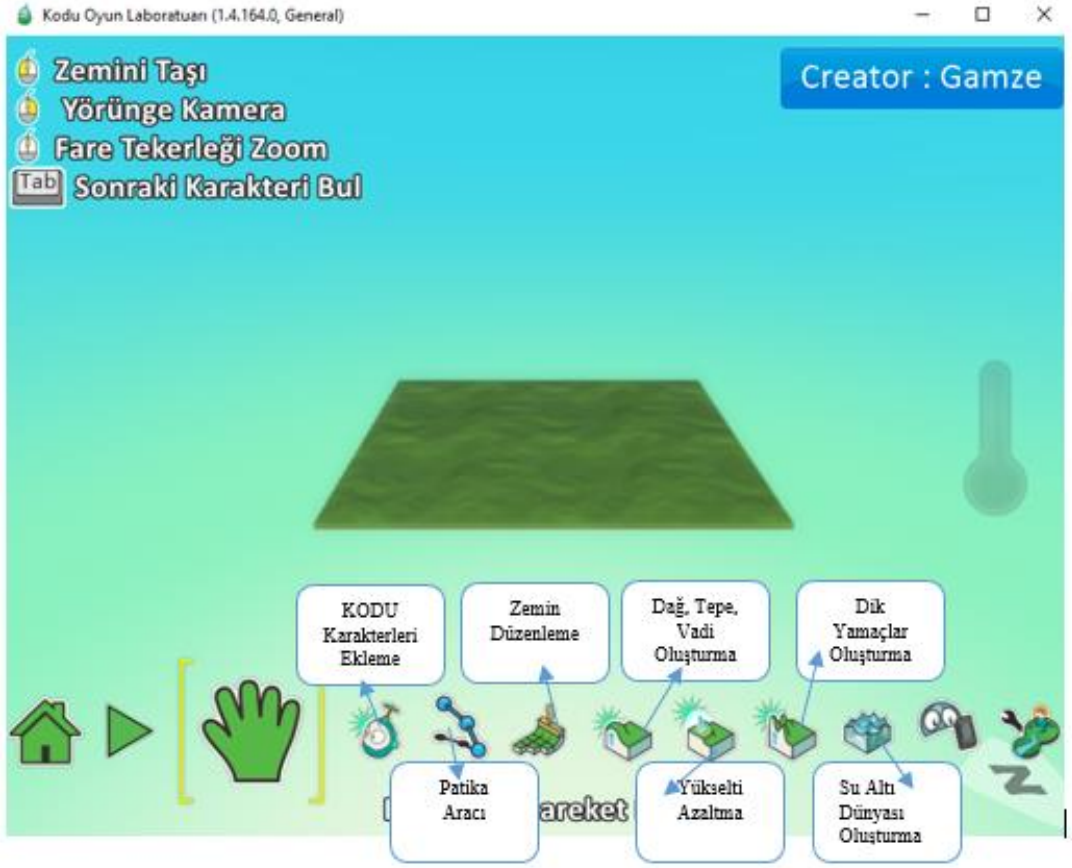 Kodu Oyun Laboratuarı (1.4.164.0, General)
Zemini Taşı
Yörünge Kamera
Fare Tekerleği Zoom
Tab Sonraki Karakteri Bul
Creator : Gamze
KODU
Karakterleri
Ekleme
Zemin
Düzenleme
Dağ, Tepe,
Vadi
Oluşturma
Dik
Yamaçlar
Oluşturma
Patika
Aracı
Yükselti
Azaltma
Su Altı
Dünyası
Oluşturma